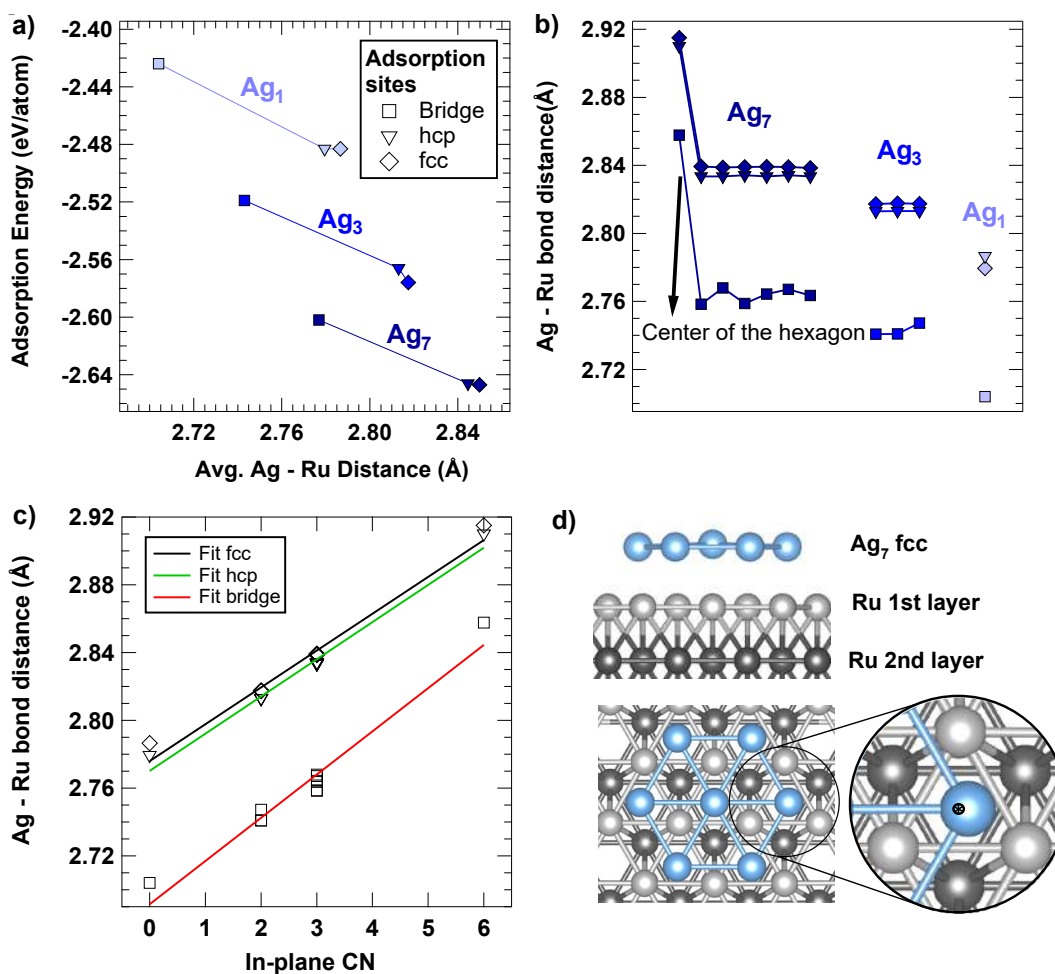 a)
Adsorption Energy (eV/atom)
-2.40
-2.44
-2.48
-2.52
-2.56
-2.60
-2.64
Adsorption
sites
Bridge
hcp
fcc
Ag1
Ag3
Ag7
2.72 2.76 2.80 2.84
Avg. Ag - Ru Distance (Å)
b)
Ag - Ru bond distance(Å)
2.92
2.88
2.84
2.80
2.76
2.72
Ag7
Ag3
Ag1
Center of the hexagon
c)
Ag - Ru bond distance (Å)
2.92
2.88
2.84
2.80
2.76
2.72
Fit fcc
Fit hcp
Fit bridge
0 1 2 3 4 5 6
In-plane CN
d)
Ag7 fcc
Ru 1st layer
Ru 2nd layer